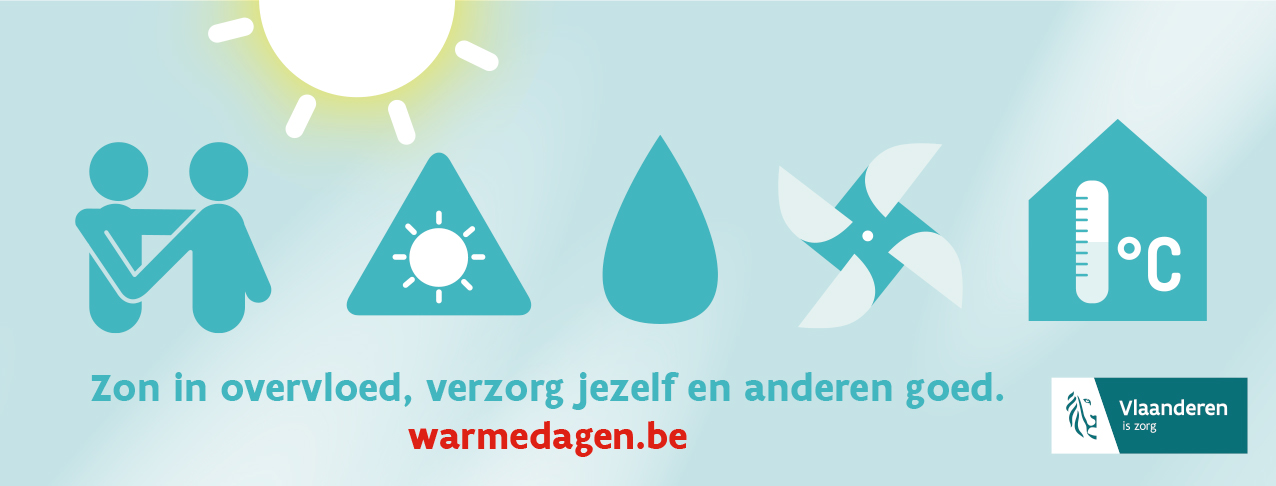 °C
Zon in overvloed, verzorg jezelf en anderen goed.
warmedagen.be
Vlaanderen
is zorg